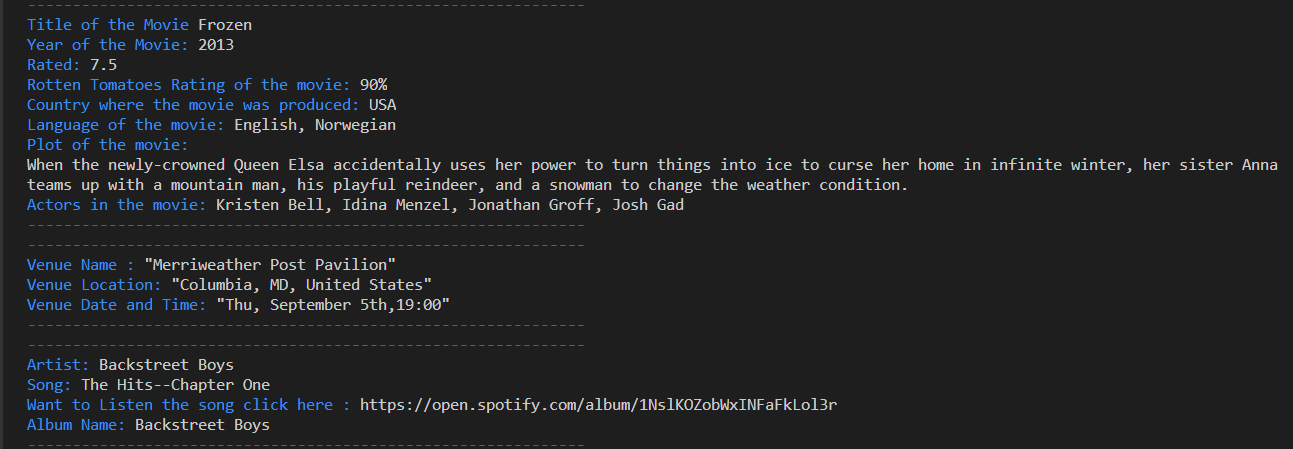 --------------------------------------------------------------
Title of the Movie Frozen
Year of the Movie: 2013
Rated: 7.5
Rotten Tomatoes Rating of the movie: 90%
Country where the movie was produced: USA
Language of the movie: English, Norwegian
Plot of the movie:
When the newly-crowned Queen Elsa accidentally uses her power to turn things into ice to curse her home in infinite winter, her sister Anna
teams up with a mountain man, his playful reindeer, and a snowman to change the weather condition.
Actors in the movie: Kristen Bell, Idina Menzel, Jonathan Groff, Josh Gad
--------------------------------------------------------------
--------------------------------------------------------------
Venue Name : "Merriweather Post Pavilion"
Venue Location: "Columbia, MD, United States"
Venue Date and Time: "Thu, September 5th,19:00"
--------------------------------------------------------------
--------------------------------------------------------------
Artist: Backstreet Boys
Song: The Hits--Chapter One
Want to Listen the song click here : https://open.spotify.com/album/1NslKOZobWxINFaFkLol3r
Album Name: Backstreet Boys
--------------------------------------------------------------